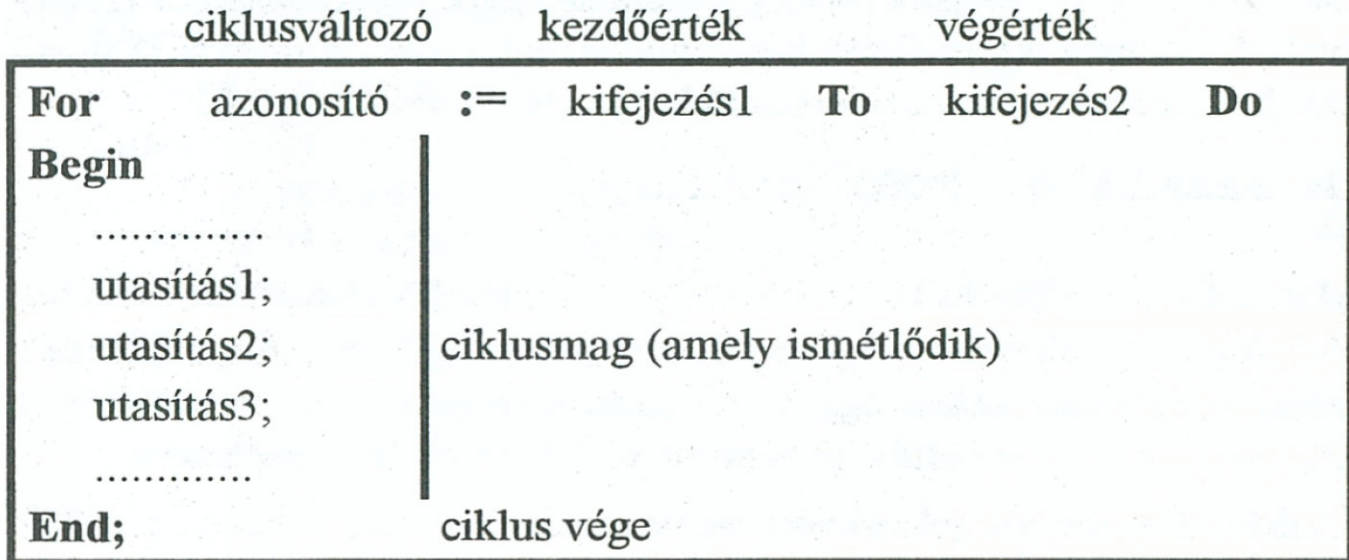 ciklusváltozó kezdőérték végérték
For azonosító := kifejezés1 To kifejezés2 Do
Begin
..............
utasítás1;
utasítás2; ciklusmag (amely ismétlődik)
utasítás3;
.............
End; ciklus vége